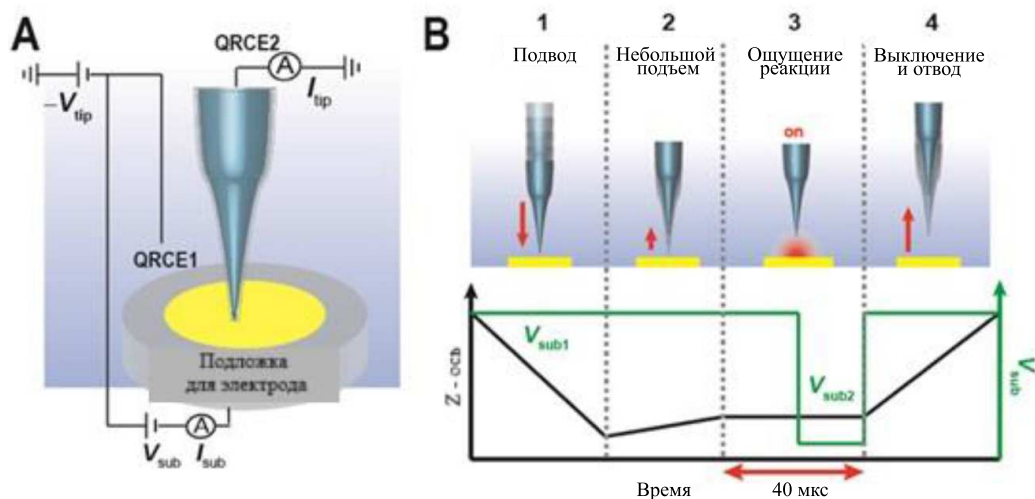 A
QRCE2
A
I tip
−V tip
QRCE1
Подложка
для электрода
A
V sub
I sub
B
1
2
3
4
Подвод
Небольшой
подъем
Ощущение
реакции
Выключение
и отвод
on
V sub1
V sub2
Z - ось
V sub
Время
40 мкс